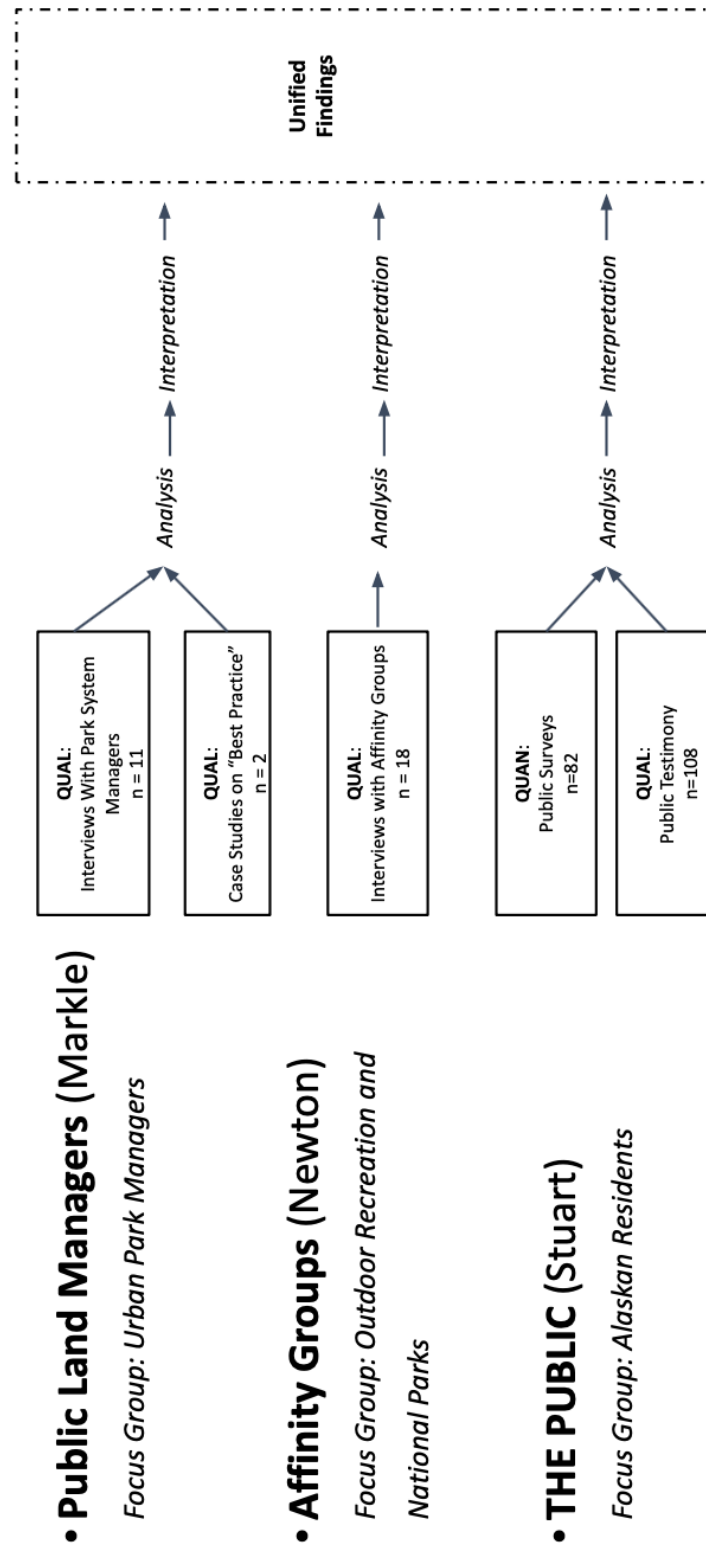 • Public Land Managers (Markle)
Focus Group: Urban Park Managers
QUAL:
Interviews With Park System
Managers
n = 11
QUAL:
Case Studies on “Best Practice”
n = 2
Analysis
Interpretation
• Affinity Groups (Newton)
Focus Group: Outdoor Recreation and
National Parks
QUAL:
Interviews with Affinity Groups
n = 18
Analysis
Interpretation
• THE PUBLIC (Stuart)
Focus Group: Alaskan Residents
QUAN:
Public Surveys
n=82
QUAL:
Public Testimony
n=108
Analysis
Interpretation
Unified
Findings